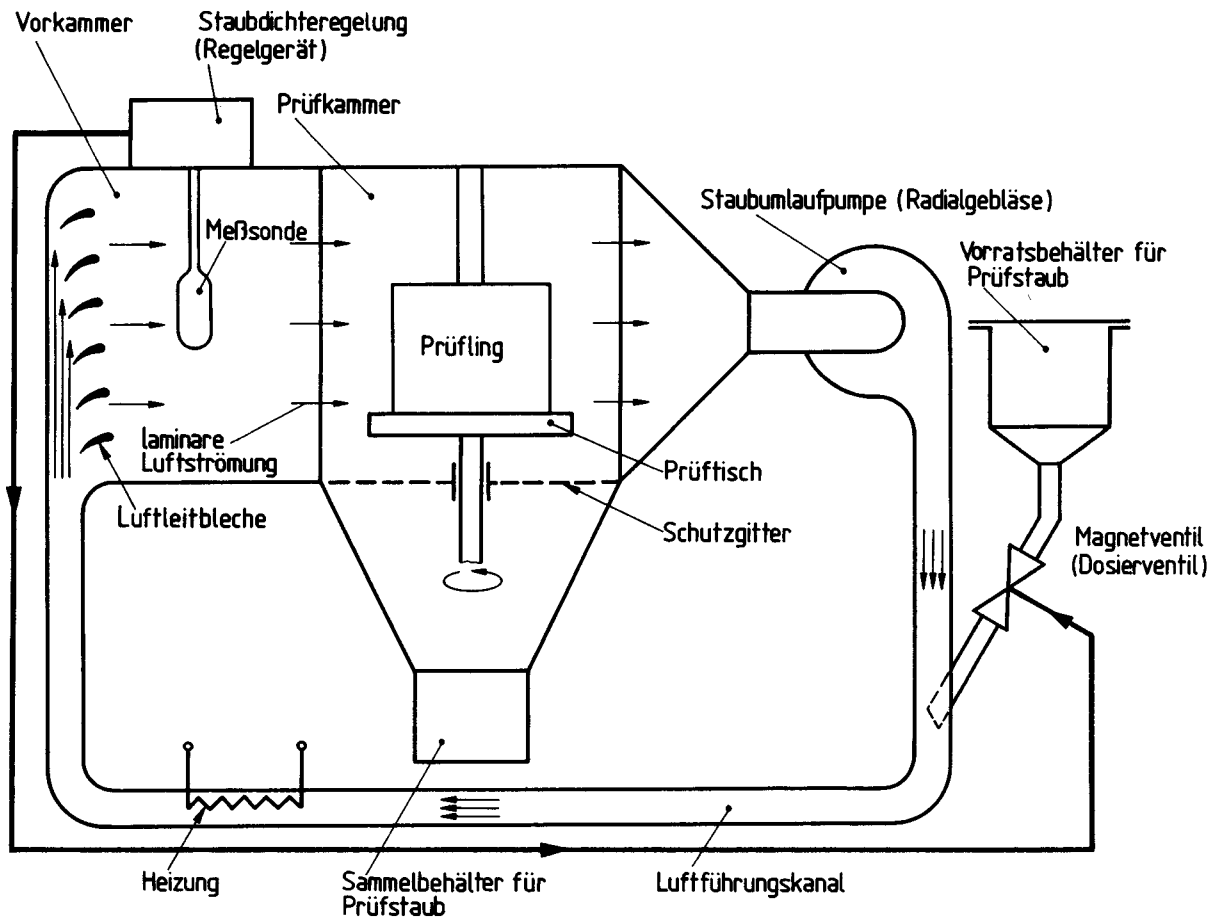 Vorkammer
Staubdichteregelung
(Regelgerät)
Prüfkammer
Staubumlaufpumpe (Radialgebläse)
Meßsonde
Vorratsbehälter für
Prüfstaub
Prüfling
laminare
Luftströmung
Prüftisch
Luftleitbleche
Schutzgitter
Magnetventil
(Dosierventil)
Heizung
Sammelbehälter für
Prüfstaub
Luftführungskanal